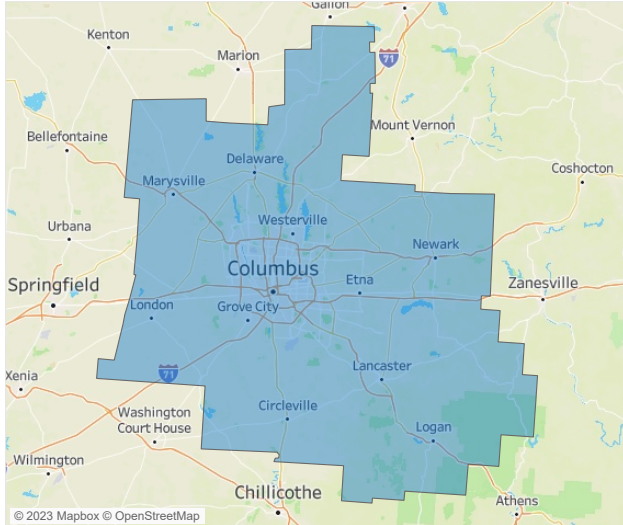 Galion
Kenton
71
Marion
Mount Vernon
Bellefontaine
Delaware
Coshocton
Marysville
Urbana
Westerville
Newark
Columbus
Springfield
Etna
Zanesville
London
Grove City
71
Lancaster
Xenia
Circleville
Washington
Court House
Logan
Wilmington
Chillicothe
Athens
© 2023 Mapbox © OpenStreetMap